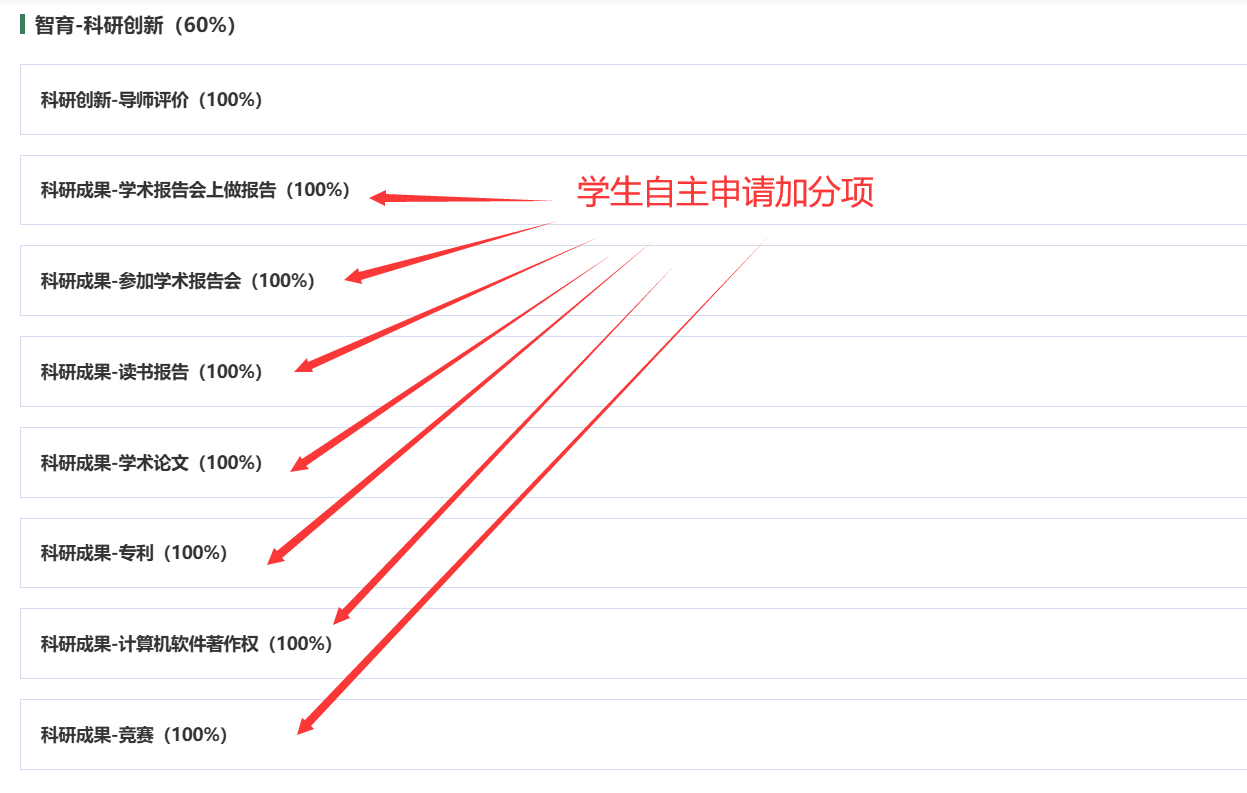 智育-科研创新（60%）
科研创新-导师评价（100%）
科研成果-学术报告会上做报告（100%）
学生自主申请加分项
科研成果-参加学术报告会（100%）
科研成果-读书报告（100%）
科研成果-学术论文（100%）
科研成果-专利（100%）
科研成果-计算机软件著作权（100%）
科研成果-竞赛（100%）